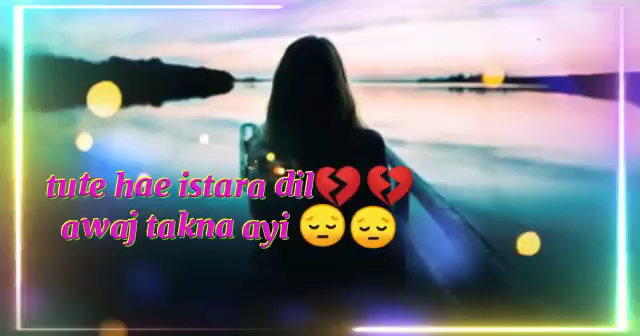 tute hae istara dil💔💔
awaj takna ayi 😔😔